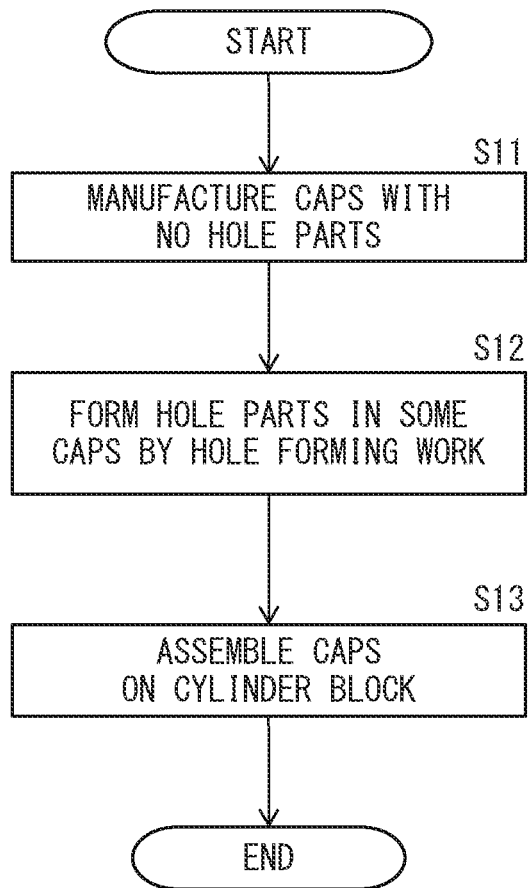 START
S11
MANUFACTURE CAPS WITH
NO HOLE PARTS
S12
FORM HOLE PARTS IN SOME
CAPS BY HOLE FORMING WORK
S13
ASSEMBLE CAPS
ON CYLINDER BLOCK
END